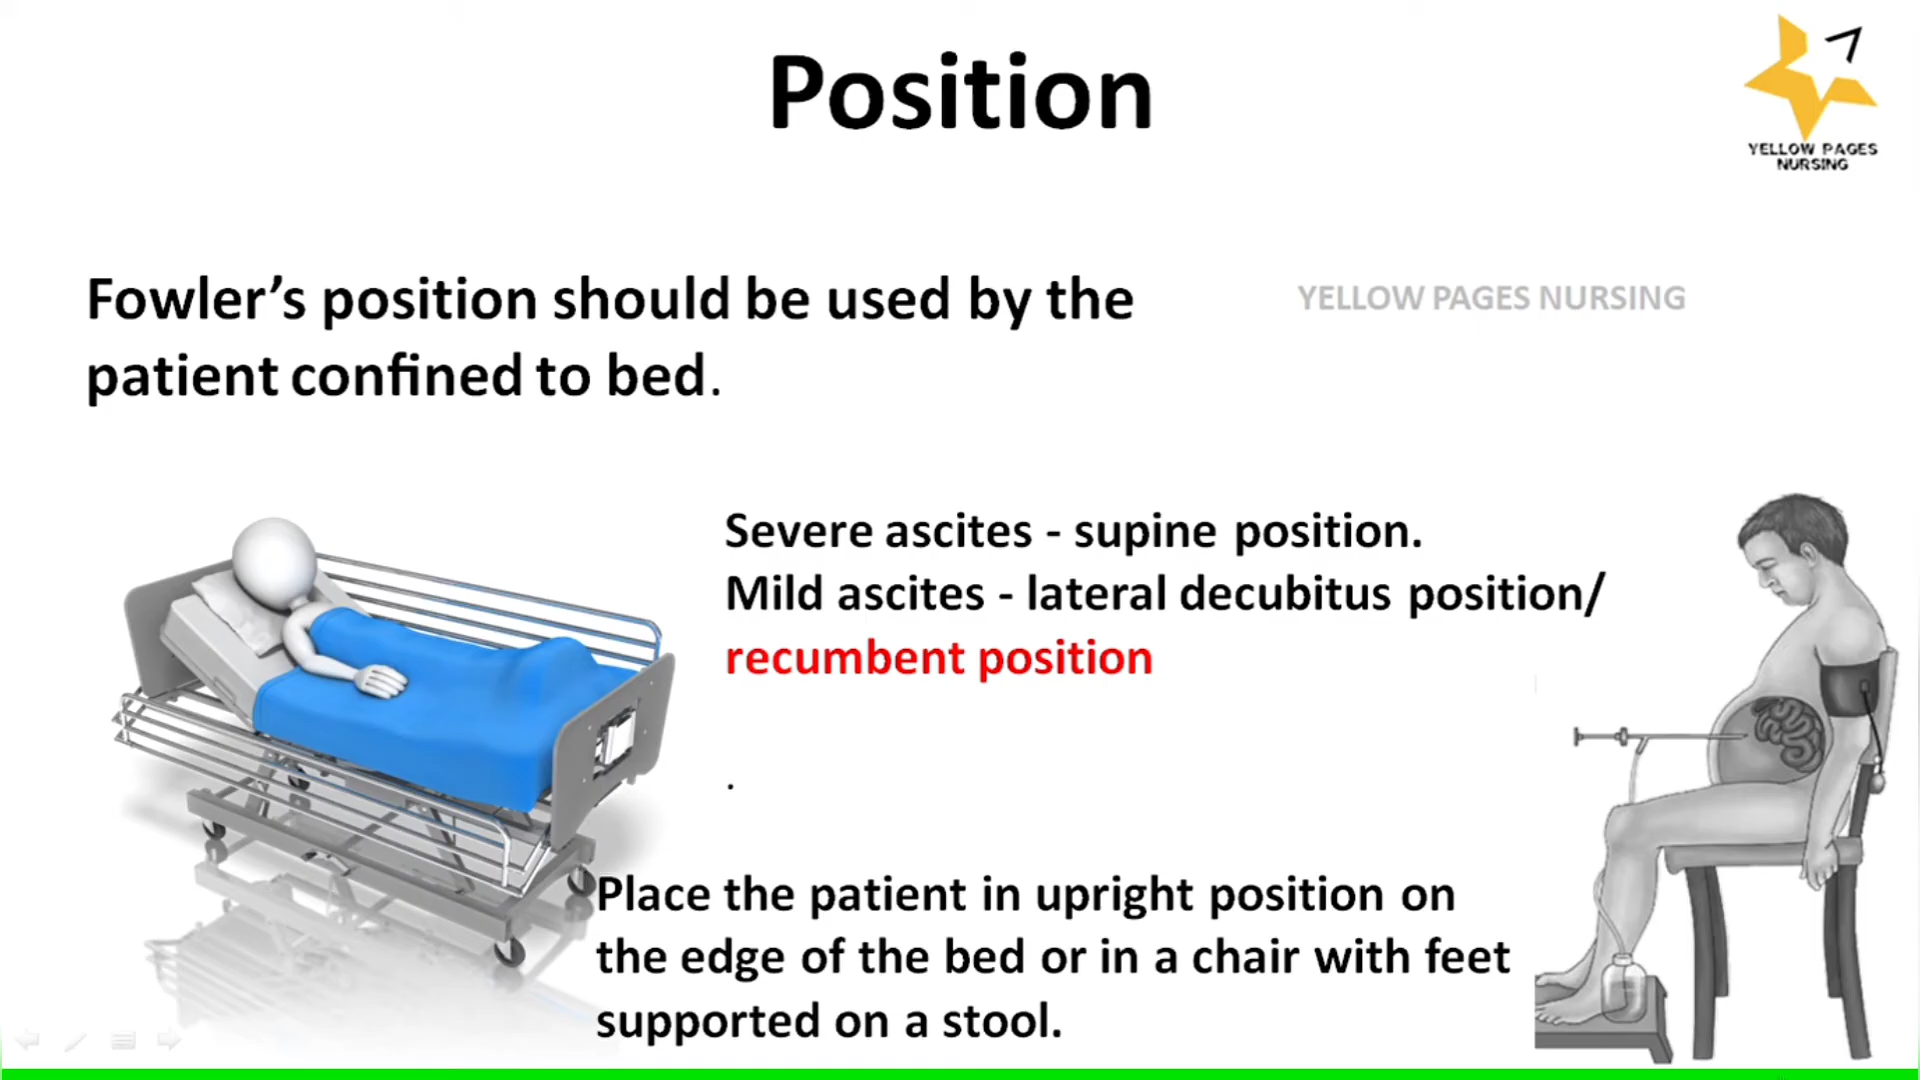 Position
YELLOW PAGES
NURSING
Fowler’s position should be used by the
patient confined to bed.
YELLOW PAGES NURSING
Severe ascites - supine position.
Mild ascites - lateral decubitus position/
recumbent position
.
Place the patient in upright position on
the edge of the bed or in a chair with feet
supported on a stool.